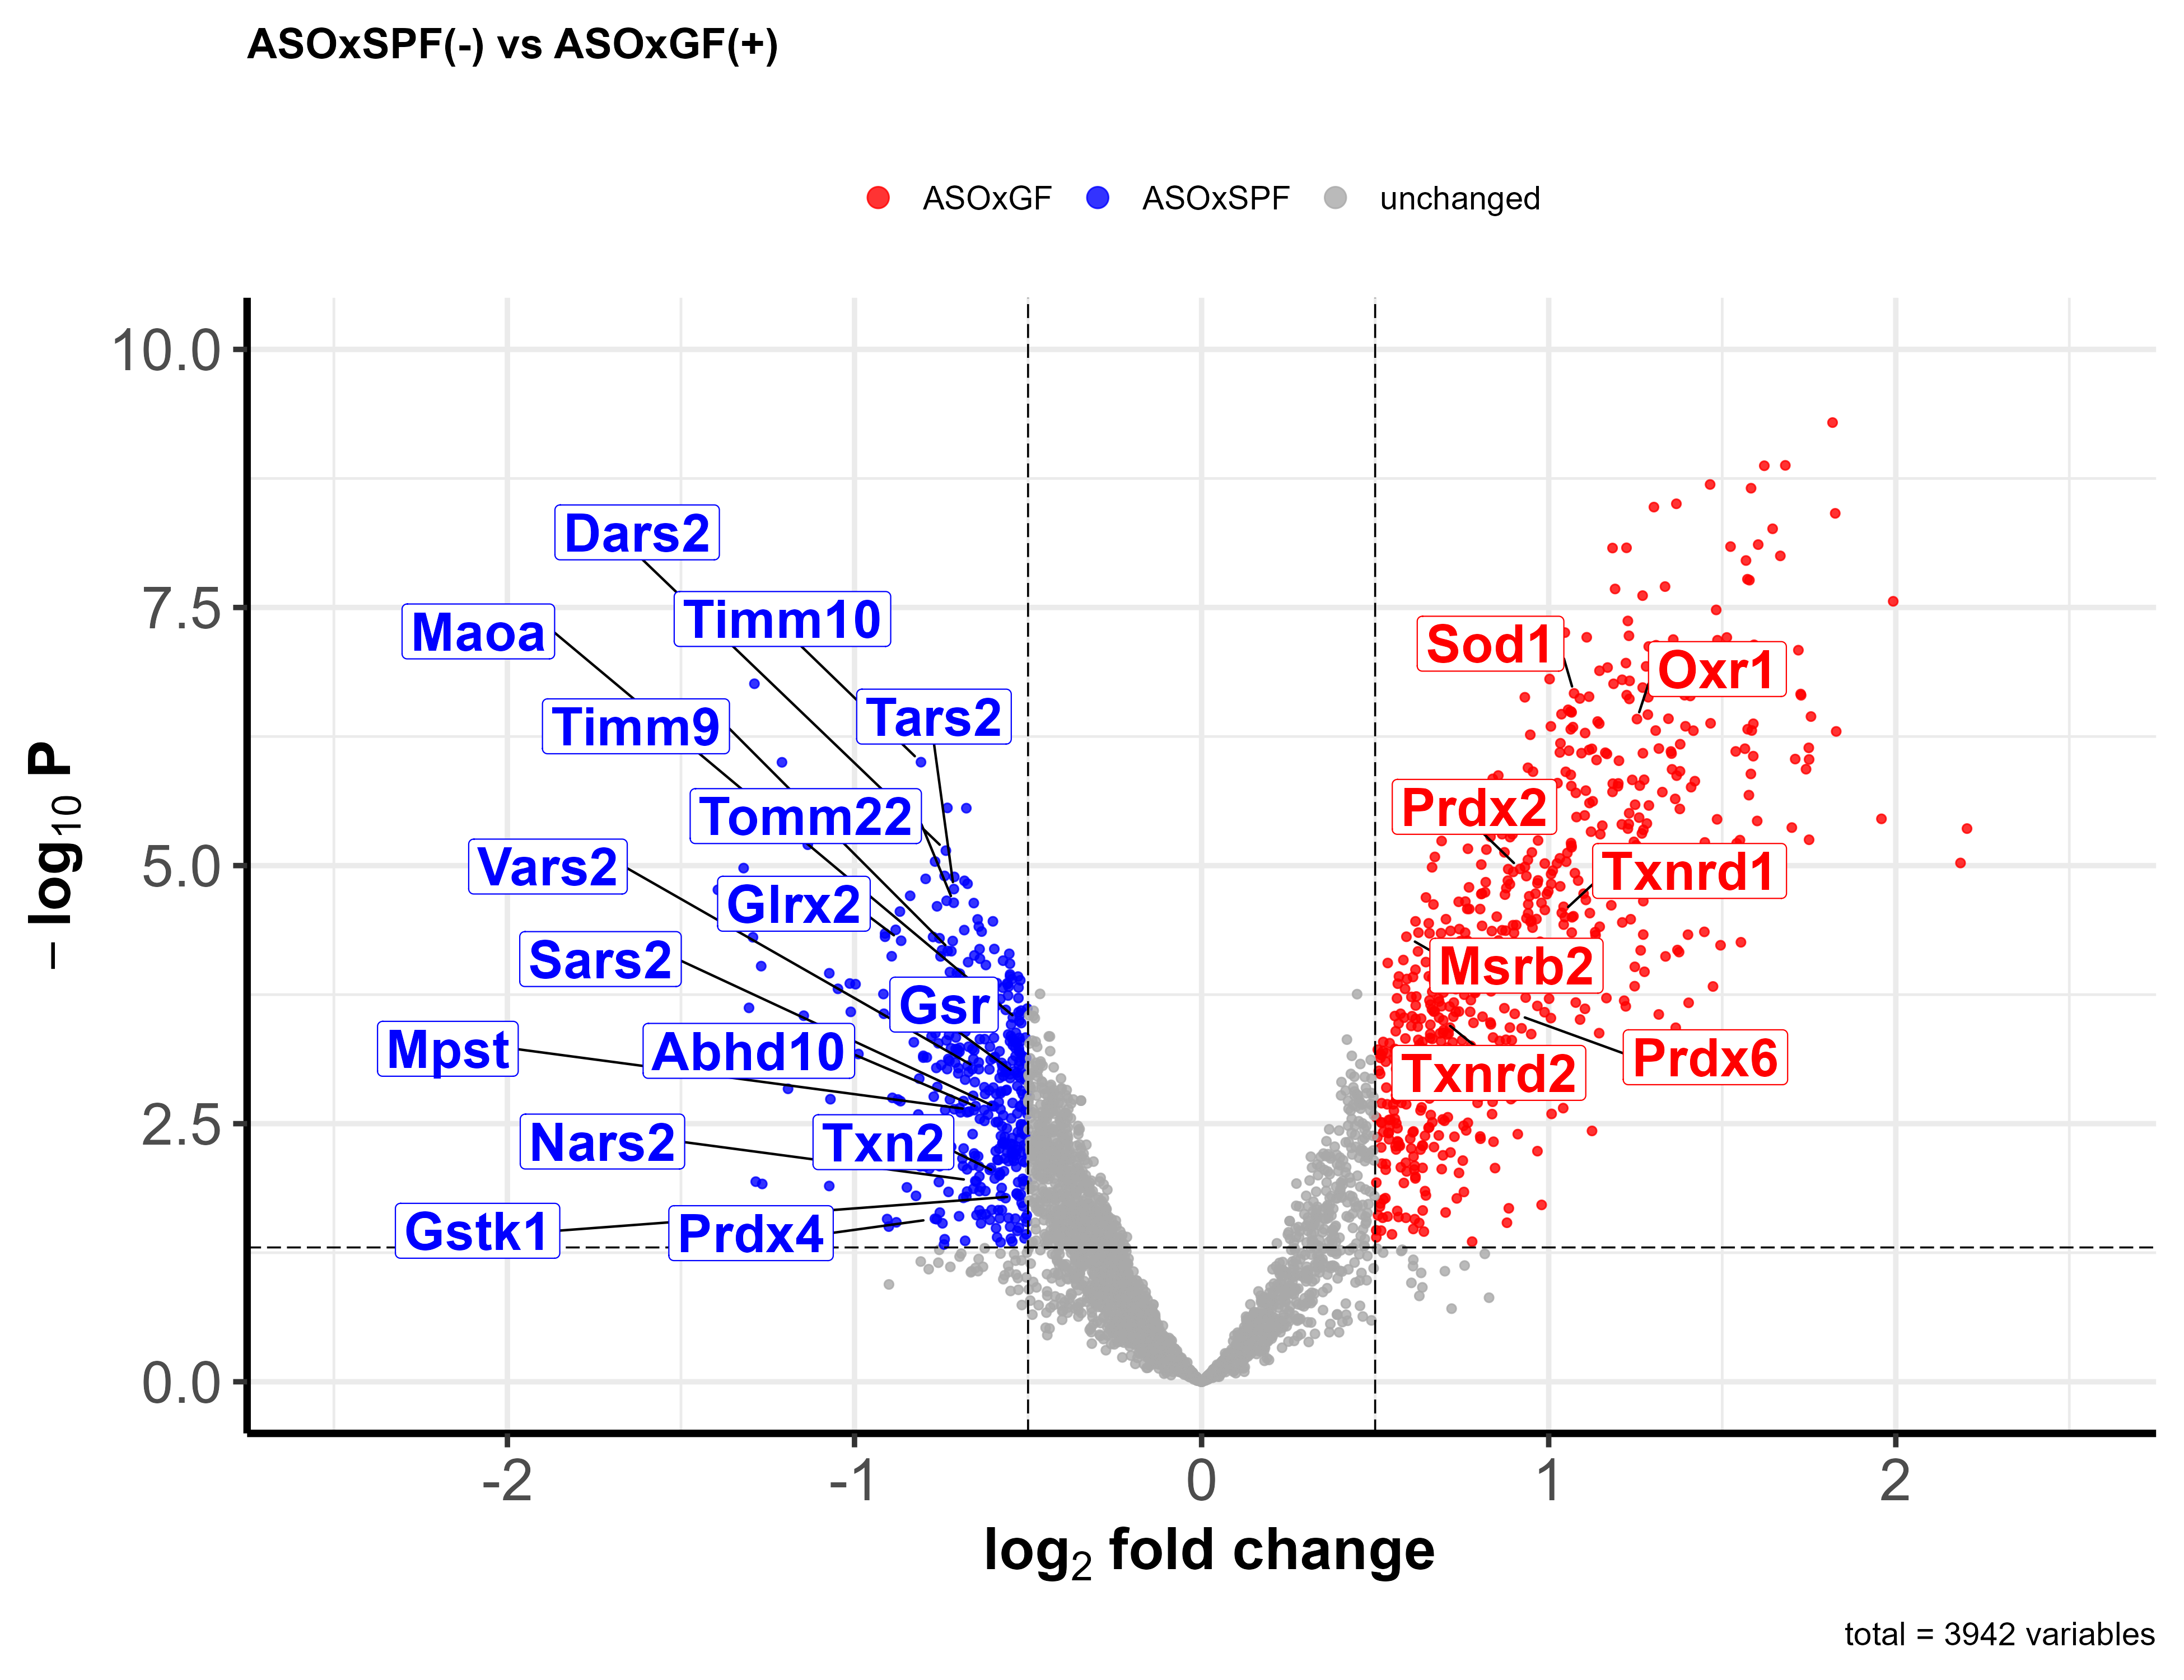 ASOxSPF(-) vs ASOxGF(+)
ASOxGF ASOxSPF unchanged
10.0
7.5
5.0
2.5
0.0
– log10 P
Dars2
Timm10
Maoa
Timm9
Tars2
Tomm22
Vars2
Glrx2
Sars2
Gsr
Mpst
Abhd10
Nars2
Txn2
Gstk1
Prdx4
Sod1
Oxr1
Prdx2
Txnrd1
Msrb2
Prdx6
Txnrd2
-2 -1 0 1 2
log2 fold change
total = 3942 variables